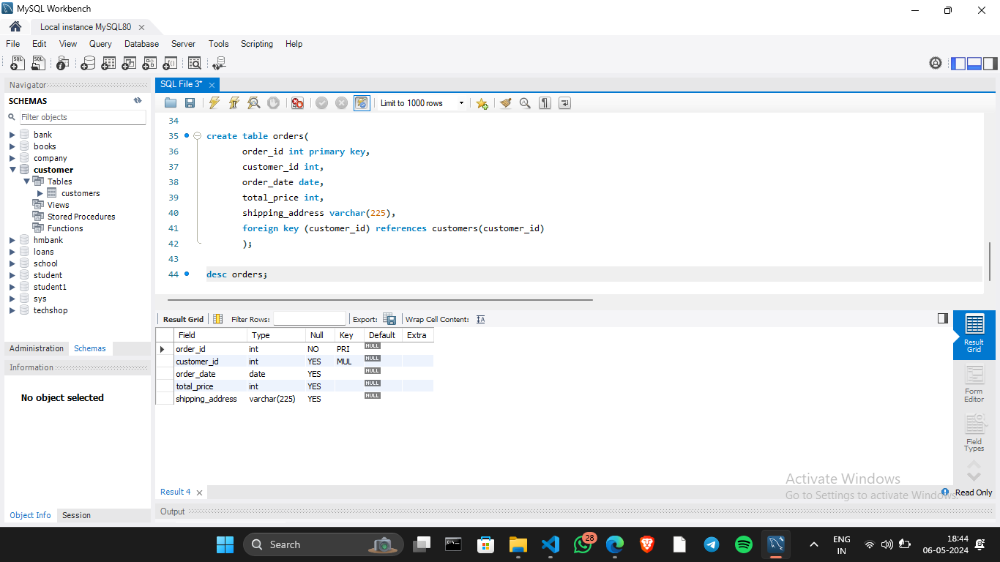 MySQL Workbench
Local instance MySQL80
File Edit View Query Database Server Tools Scripting Help
Navigator
SQL File 3*
SCHEMAS
Limit to 1000 rows
Filter objects
bank
books
company
customer
Tables
customers
Views
Stored Procedures
Functions
hmbank
loans
school
student
student1
sys
techshop
34
35 create table orders(
36 order_id int primary key,
37 customer_id int,
38 order_date date,
39 total_price int,
40 shipping_address varchar(225),
41 foreign key (customer_id) references customers(customer_id)
42 );
43
44 desc orders;
Result Grid Filter Rows: Export: Wrap Cell Content:
Field Type Null Key Default Extra
order_id int NO PRI NULL
customer_id int YES MUL NULL
order_date date YES NULL
total_price int YES NULL
shipping_address varchar(225) YES NULL
Result Grid
Form Editor
Field Types
Administration Schemas
Information
No object selected
Activate Windows
Go to Settings to activate Windows.
Result 4
Read Only
Output
Object Info Session
Search
28
ENG
IN
18:44
06-05-2024